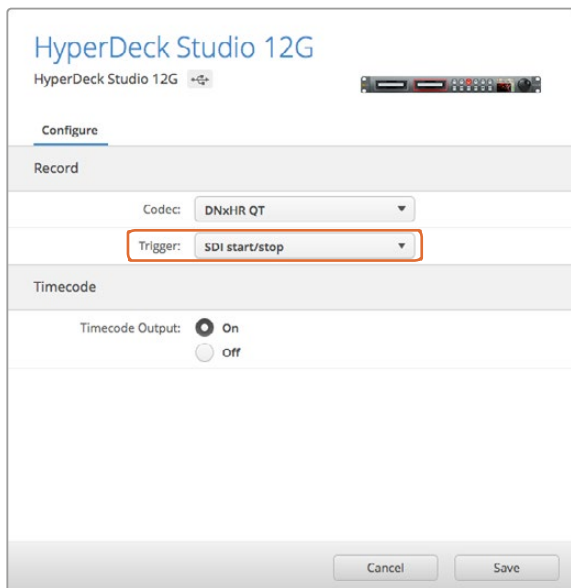 HyperDeck Studio 12G
HyperDeck Studio 12G
Configure
Record
Codec: DNxHR QT
Trigger: SDI start/stop
Timecode
Timecode Output: On
Off
Cancel Save